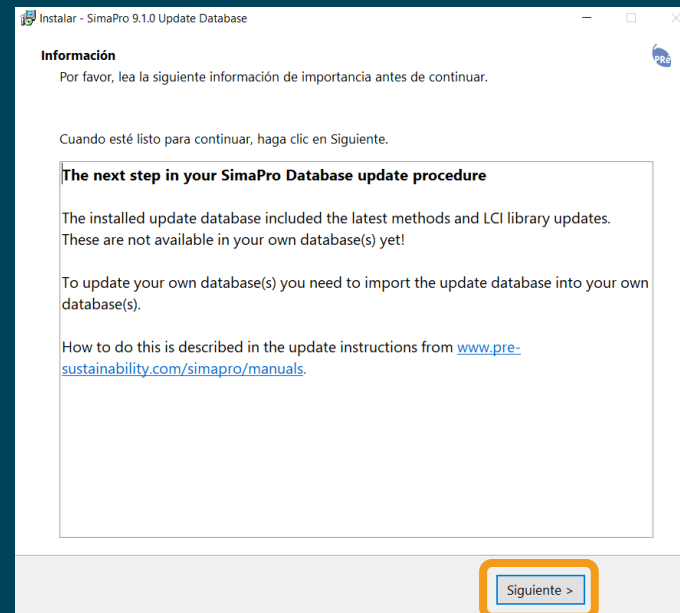 Instalar - SimaPro 9.1.0 Update Database
Información
PRé
Por favor, lea la siguiente información de importancia antes de continuar.
Cuando esté listo para continuar, haga clic en Siguiente.
The next step in your SimaPro Database update procedure
The installed update database included the latest methods and LCI library updates.
These are not available in your own database(s) yet!
To update your own database(s) you need to import the update database into your own
database(s).
How to do this is described in the update instructions from www.pre-
sustainability.com/simapro/manuals.
Siguiente >